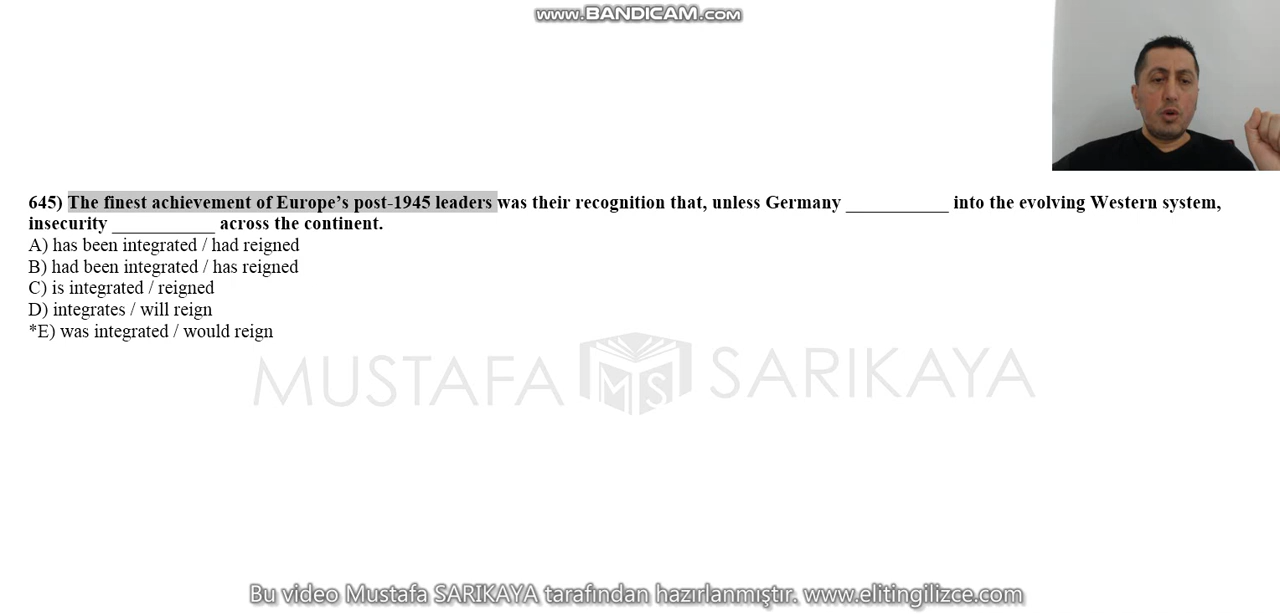 www.BANDICAM.com
645) The finest achievement of Europe's post-1945 leaders was their recognition that, unless Germany ___________ into the evolving Western system,
insecurity ___________ across the continent.
A) has been integrated / had reigned
B) had been integrated / has reigned
C) is integrated / reigned
D) integrates / will reign
*E) was integrated / would reign
MUSTAFA MS SARIKAYA
Bu video Mustafa SARIKAYA tarafından hazırlanmıştır. www.elitingilizce.com